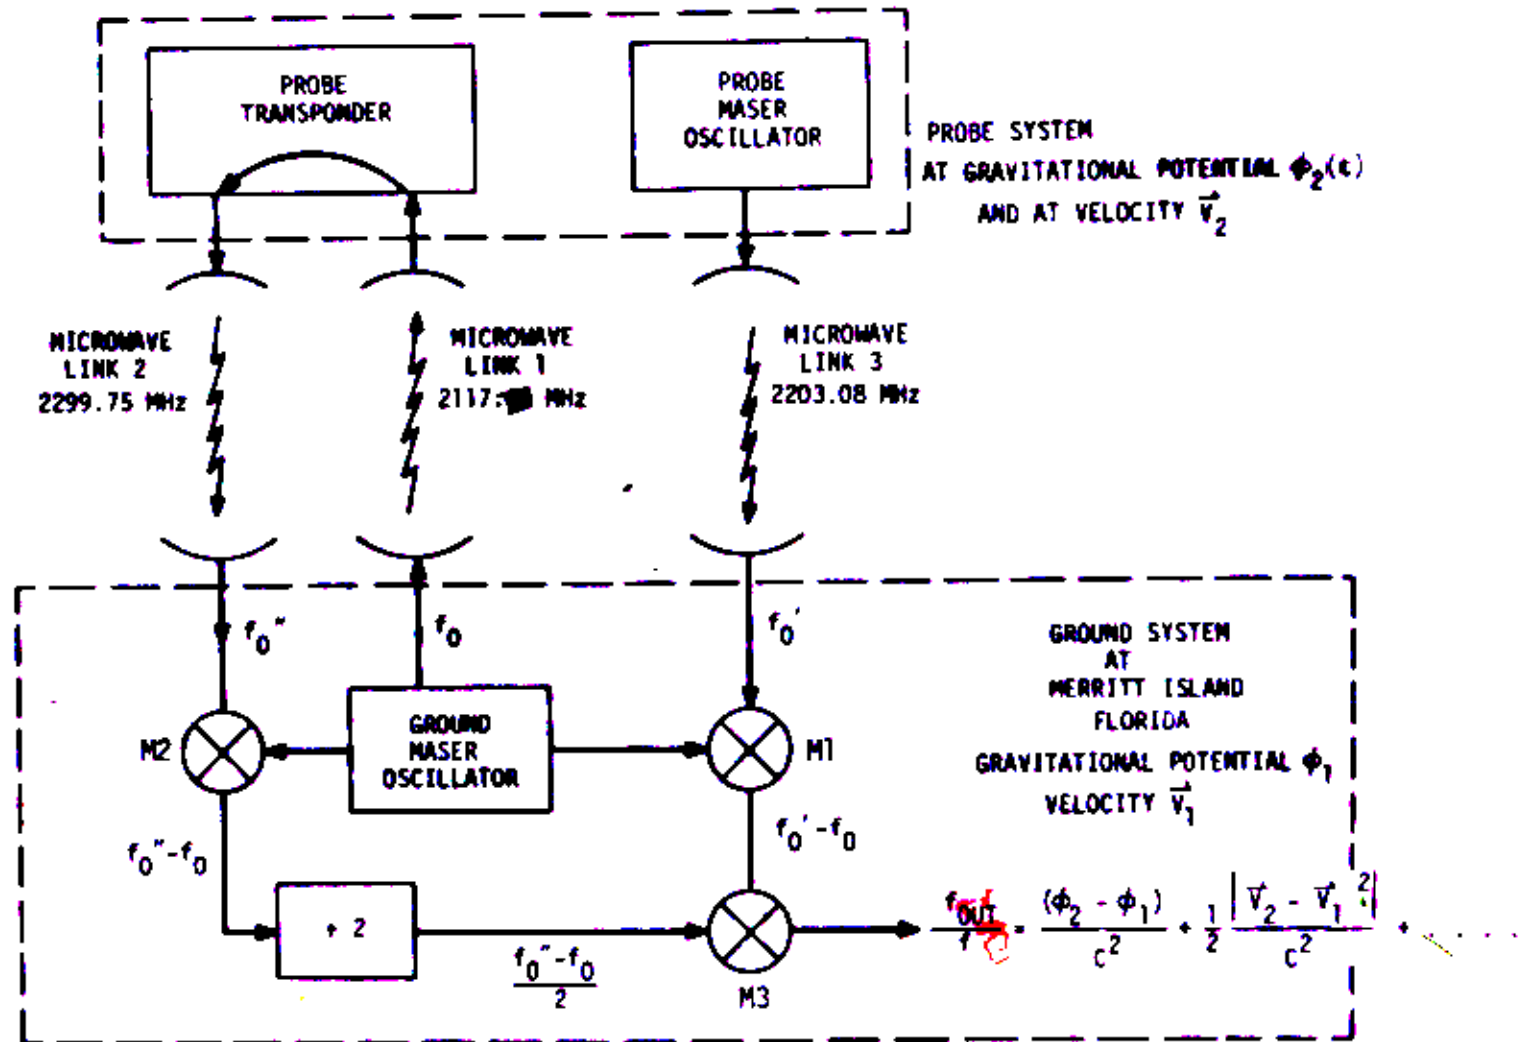 PROBE
TRANSPONDER
PROBE
MASER
OSCILLATOR
PROBE SYSTEM
AT GRAVITATIONAL POTENTIAL ϕ₂(t)
AND AT VELOCITY V⃗₂
MICROWAVE
LINK 2
2299.75 MHz
MICROWAVE
LINK 1
MHz
MICROWAVE
LINK 3
2203.08 MHz
f₀″
f₀
f₀′
GROUND SYSTEM
AT
MERRITT ISLAND
FLORIDA
GRAVITATIONAL POTENTIAL ϕ₁
VELOCITY V⃗₁
M2
GROUND
MASER
OSCILLATOR
M1
f₀″-f₀
f₀′-f₀
+ 2
f₀″-f₀
2
M3
f_OUT/f = (ϕ₂ - ϕ₁)/C² + 1/2 |V⃗₂ - V⃗₁²|/C² + . . . .